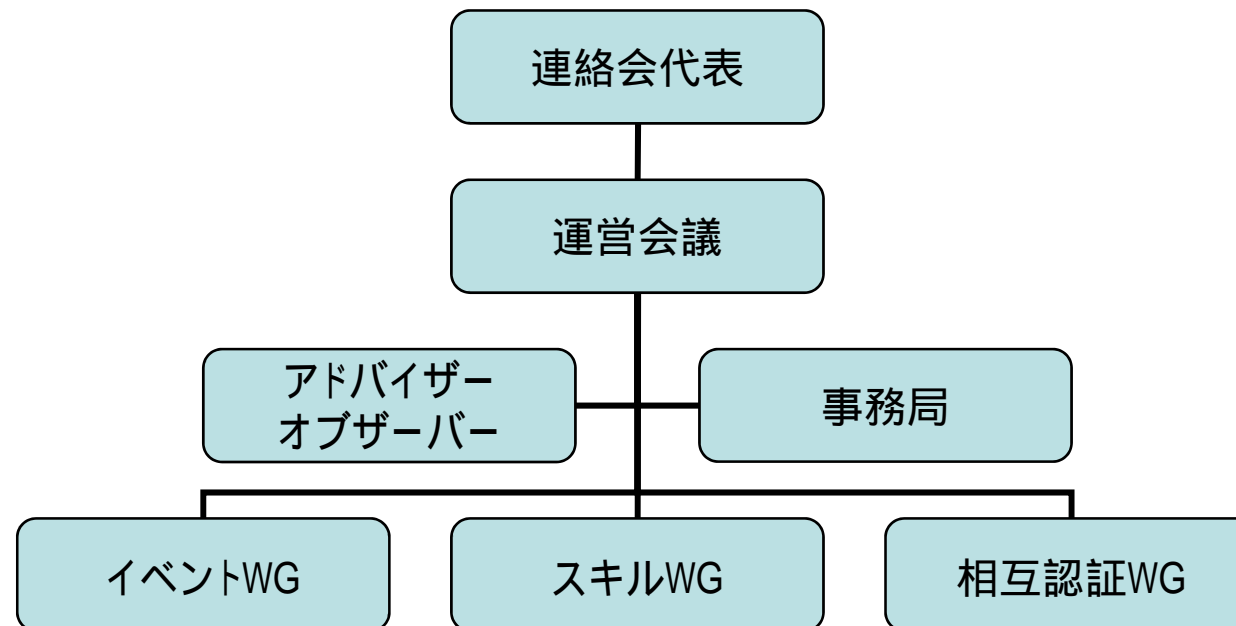 連絡会代表
運営会議
アドバイザー
オブザーバー
事務局
イベントWG
スキルWG
相互認証WG